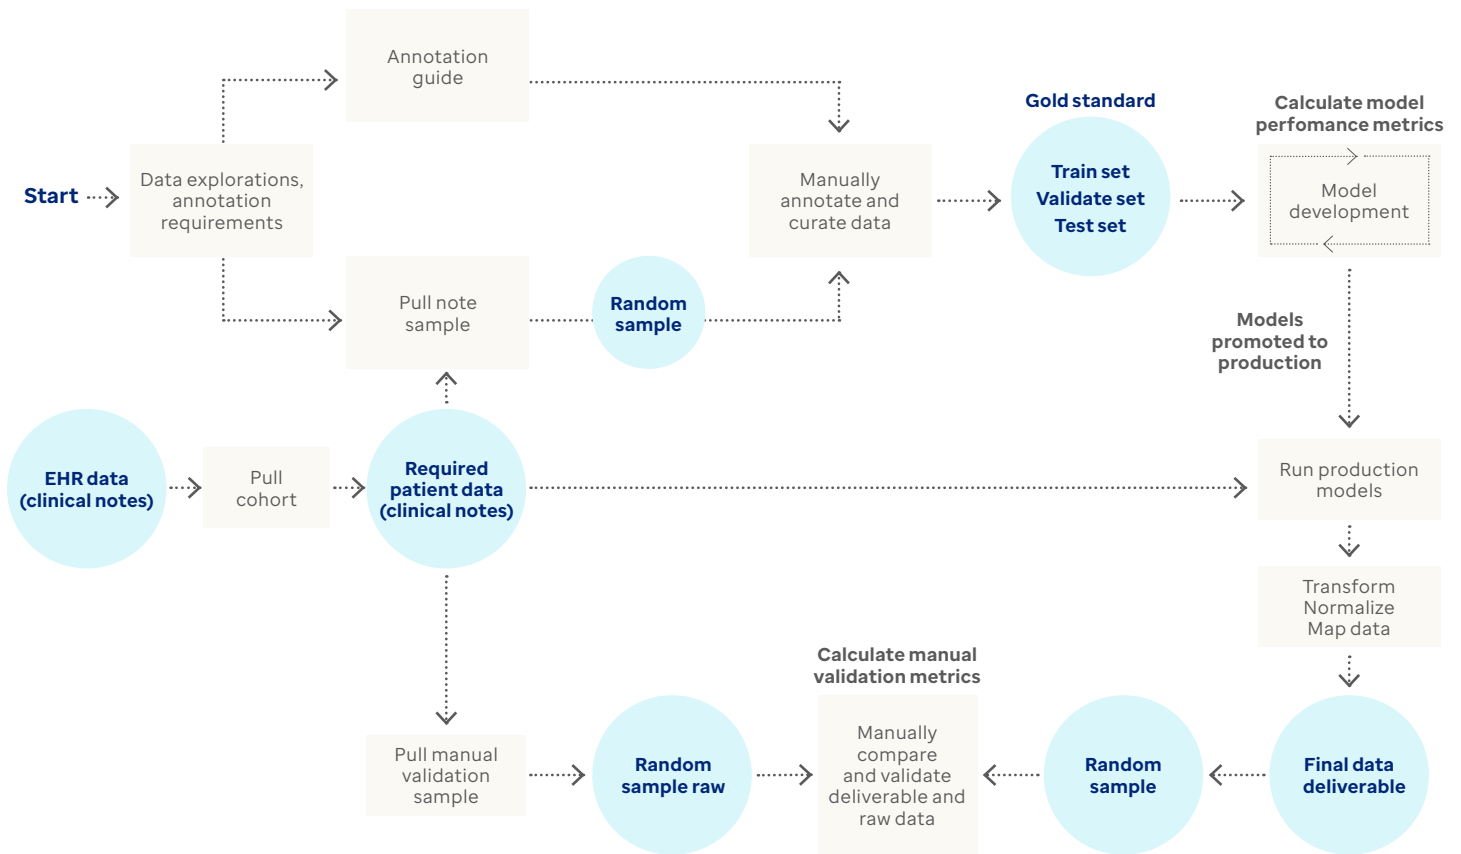 Annotation
guide
Start
Data explorations,
annotation
requirements
Pull note
sample
Random
sample
Manually
annotate and
curate data
Gold standard
Train set
Validate set
Test set
Calculate model
perfomance metrics
Model
development
Models
promoted to
production
EHR data
(clinical notes)
Pull
cohort
Required
patient data
(clinical notes)
Run production
models
Transform
Normalize
Map data
Pull manual
validation
sample
Random
sample raw
Calculate manual
validation metrics
Manually
compare
and validate
deliverable and
raw data
Random
sample
Final data
deliverable